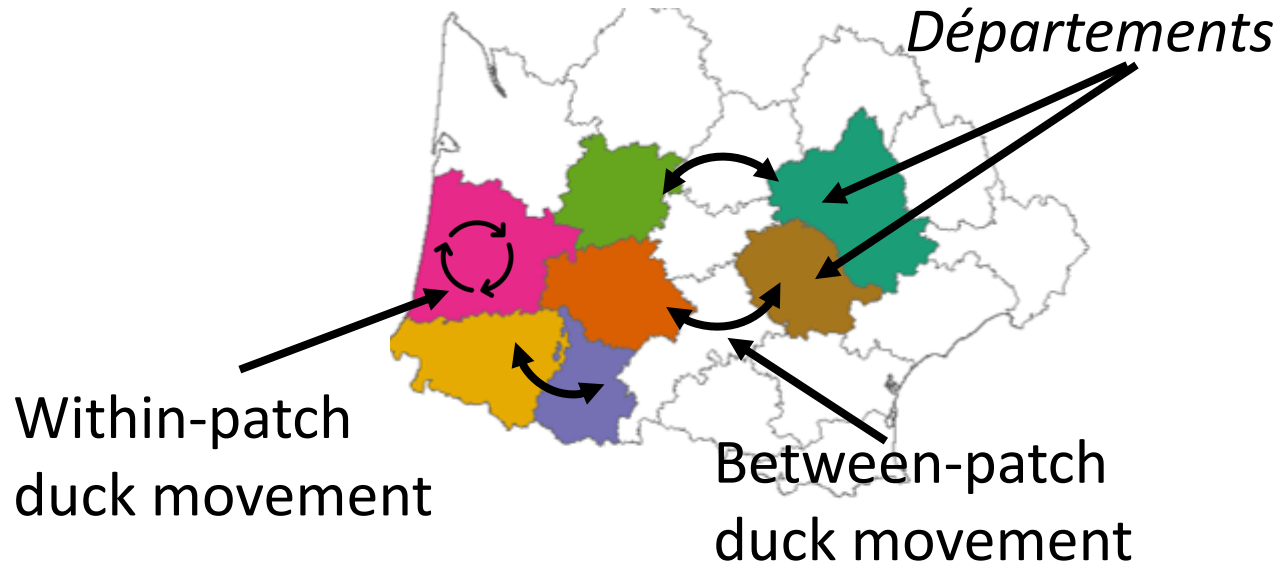 Départements
Within-patch
duck movement
Between-patch
duck movement